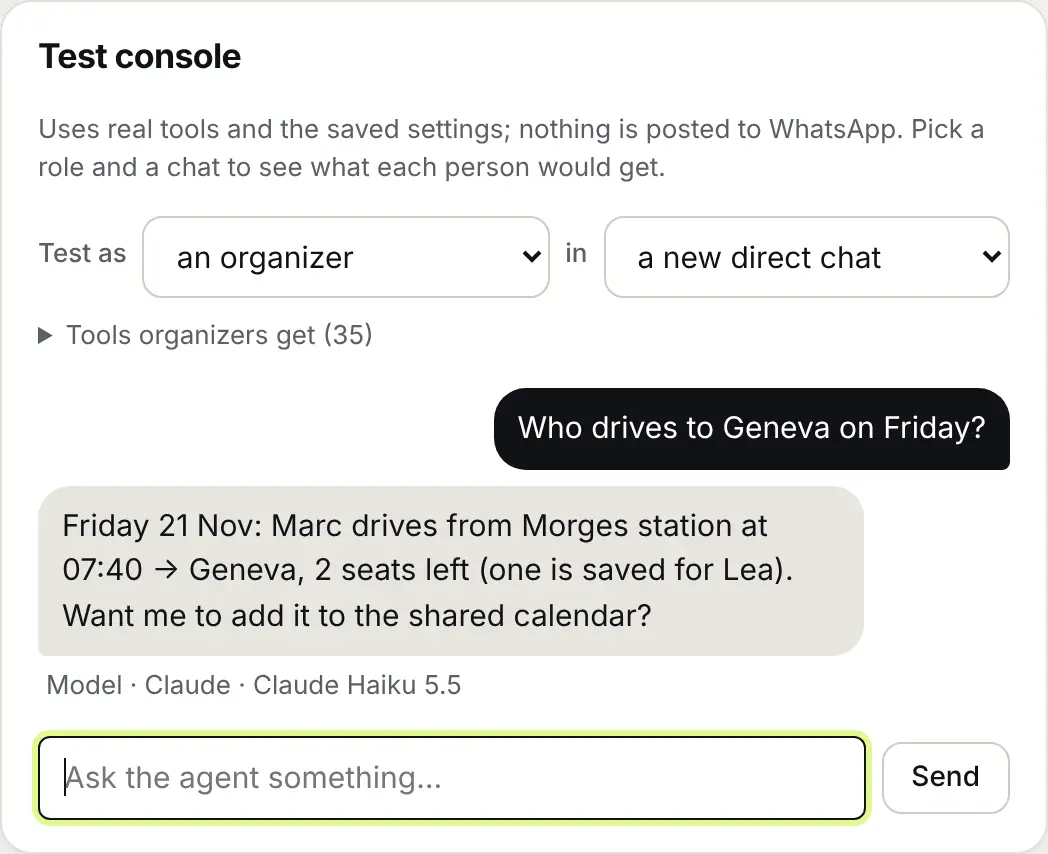 Test console
Uses real tools and the saved settings; nothing is posted to WhatsApp. Pick a
role and a chat to see what each person would get.
Test as an organizer in a new direct chat
Tools organizers get (35)
Who drives to Geneva on Friday?
Friday 21 Nov: Marc drives from Morges station at
07:40 → Geneva, 2 seats left (one is saved for Lea).
Want me to add it to the shared calendar?
Model · Claude · Claude Haiku 5.5
Ask the agent something...
Send